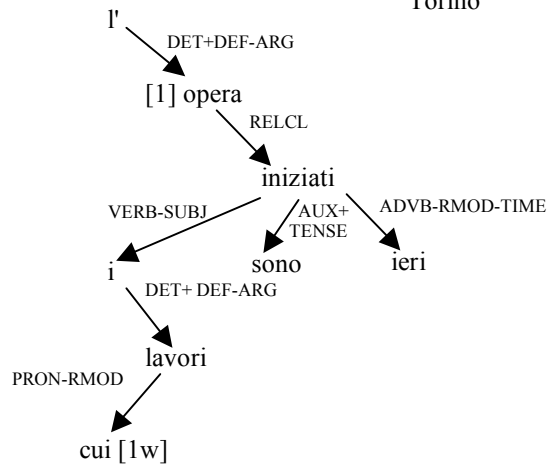 Torino
l'
DET+DEF-ARG
[1] opera
RELCL
iniziati
VERB-SUBJ
AUX+
TENSE
ADVB-RMOD-TIME
i
sono
ieri
DET+ DEF-ARG
lavori
PRON-RMOD
cui [1w]